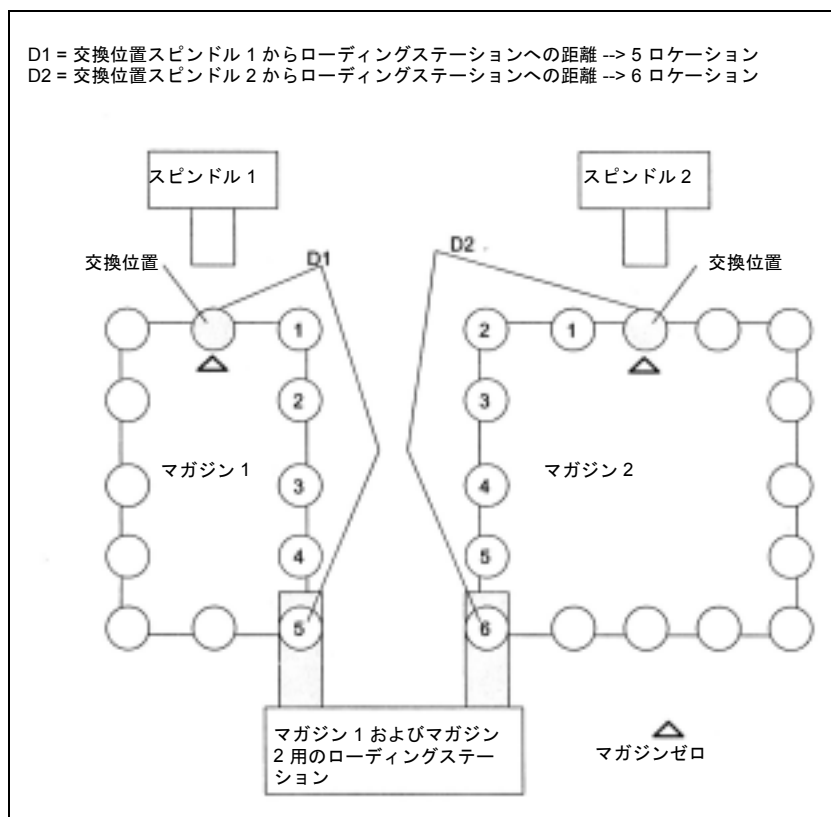 D1 = 交換位置スピンドル 1 からローディングステーションへの距離 --> 5 ロケーション
D2 = 交換位置スピンドル 2 からローディングステーションへの距離 --> 6 ロケーション
スピンドル 1
スピンドル 2
D1
D2
交換位置
交換位置
1
2
1
2
3
3
マガジン 1
マガジン 2
4
4
5
5
6
マガジン 1 およびマガジン
2 用のローディングステー
ション
マガジンゼロ